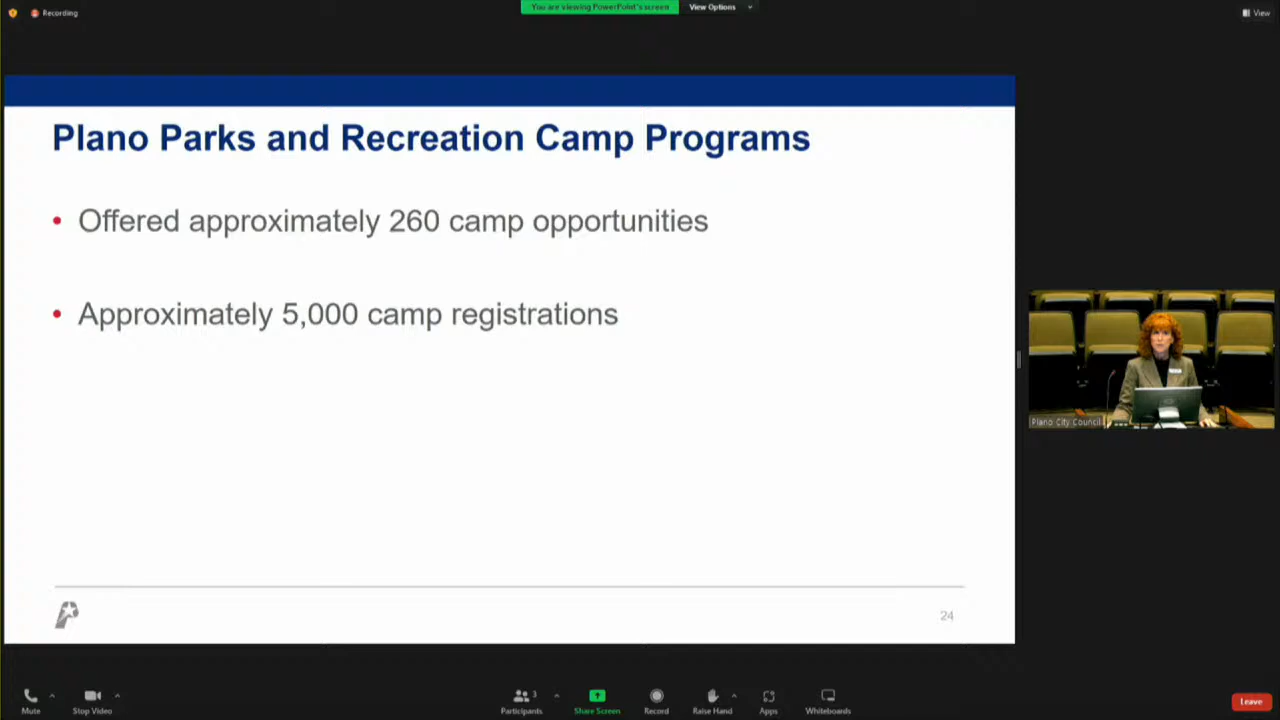 Recording
You are viewing PowerPoint's screen
View Options
View
Plano Parks and Recreation Camp Programs
• Offered approximately 260 camp opportunities
• Approximately 5,000 camp registrations
24
Plano City Council
Mute
Stop Video
Participants
3
Share Screen
Record
Raise Hand
Apps
Whiteboards
Leave